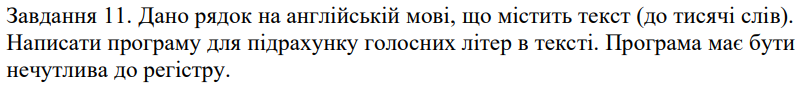 Завдання 11. Дано рядок на англійській мові, що містить текст (до тисячі слів).
Написати програму для підрахунку голосних літер в тексті. Програма має бути
нечутлива до регістру.